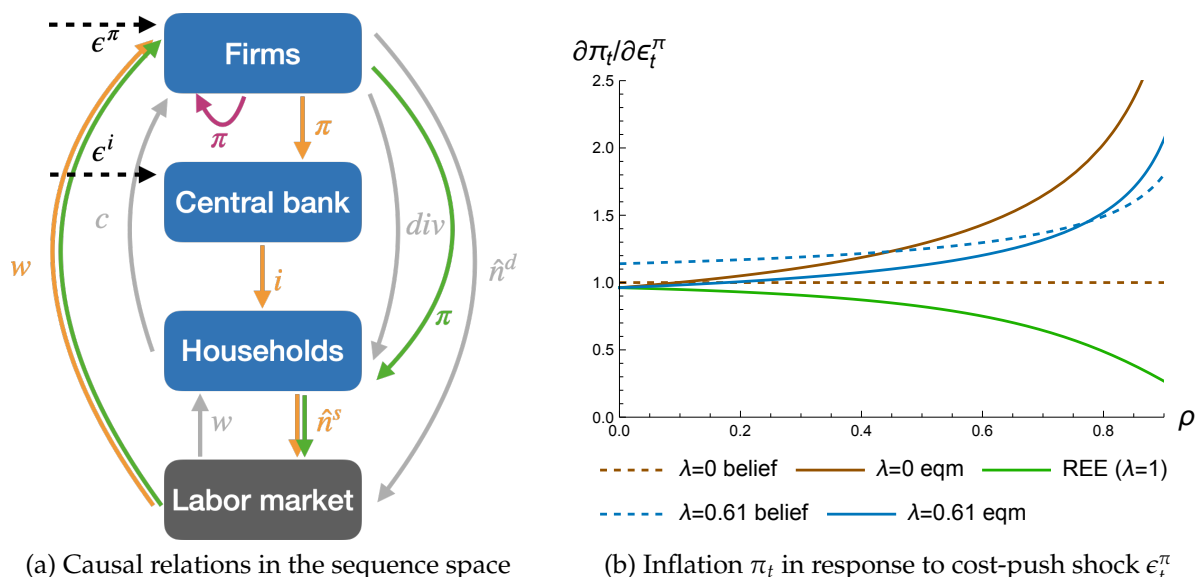 ϵ^π
Firms
π
π
ϵ^i
Central bank
c
div
n̂^d
w
i
π
Households
w
n̂^s
Labor market
(a) Causal relations in the sequence space
∂π_t/∂ϵ_t^π
2.5
2.0
1.5
1.0
0.5
0.0
0.0 0.2 0.4 0.6 0.8
ρ
λ=0 belief λ=0 eqm REE (λ=1)
λ=0.61 belief λ=0.61 eqm
(b) Inflation π_t in response to cost-push shock ϵ_t^π